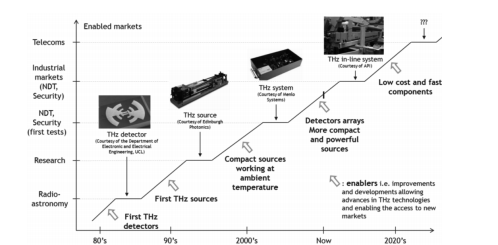 Enabled markets
???
Telecoms
THz in-line system
(Courtesy of API)
Industrial
markets
(NDT,
Security)
THz system
(Courtesy of Menlo
Systems)
Low cost and fast
components
THz source
(Courtesy of Edinburgh
Photonics)
NDT,
Security
(first tests)
THz detector
(Courtesy of the Department of
Electronic and Electrical
Engineering, UCL)
Detectors arrays
More compact
and powerful
sources
Research
Compact sources
working at
ambient
temperature
First THz sources
: enablers i.e. improvements
and developments allowing
advances in THz technologies
and enabling the access to new
markets
Radio-
astronomy
First THz
detectors
80's
90's
2000's
Now
2020's